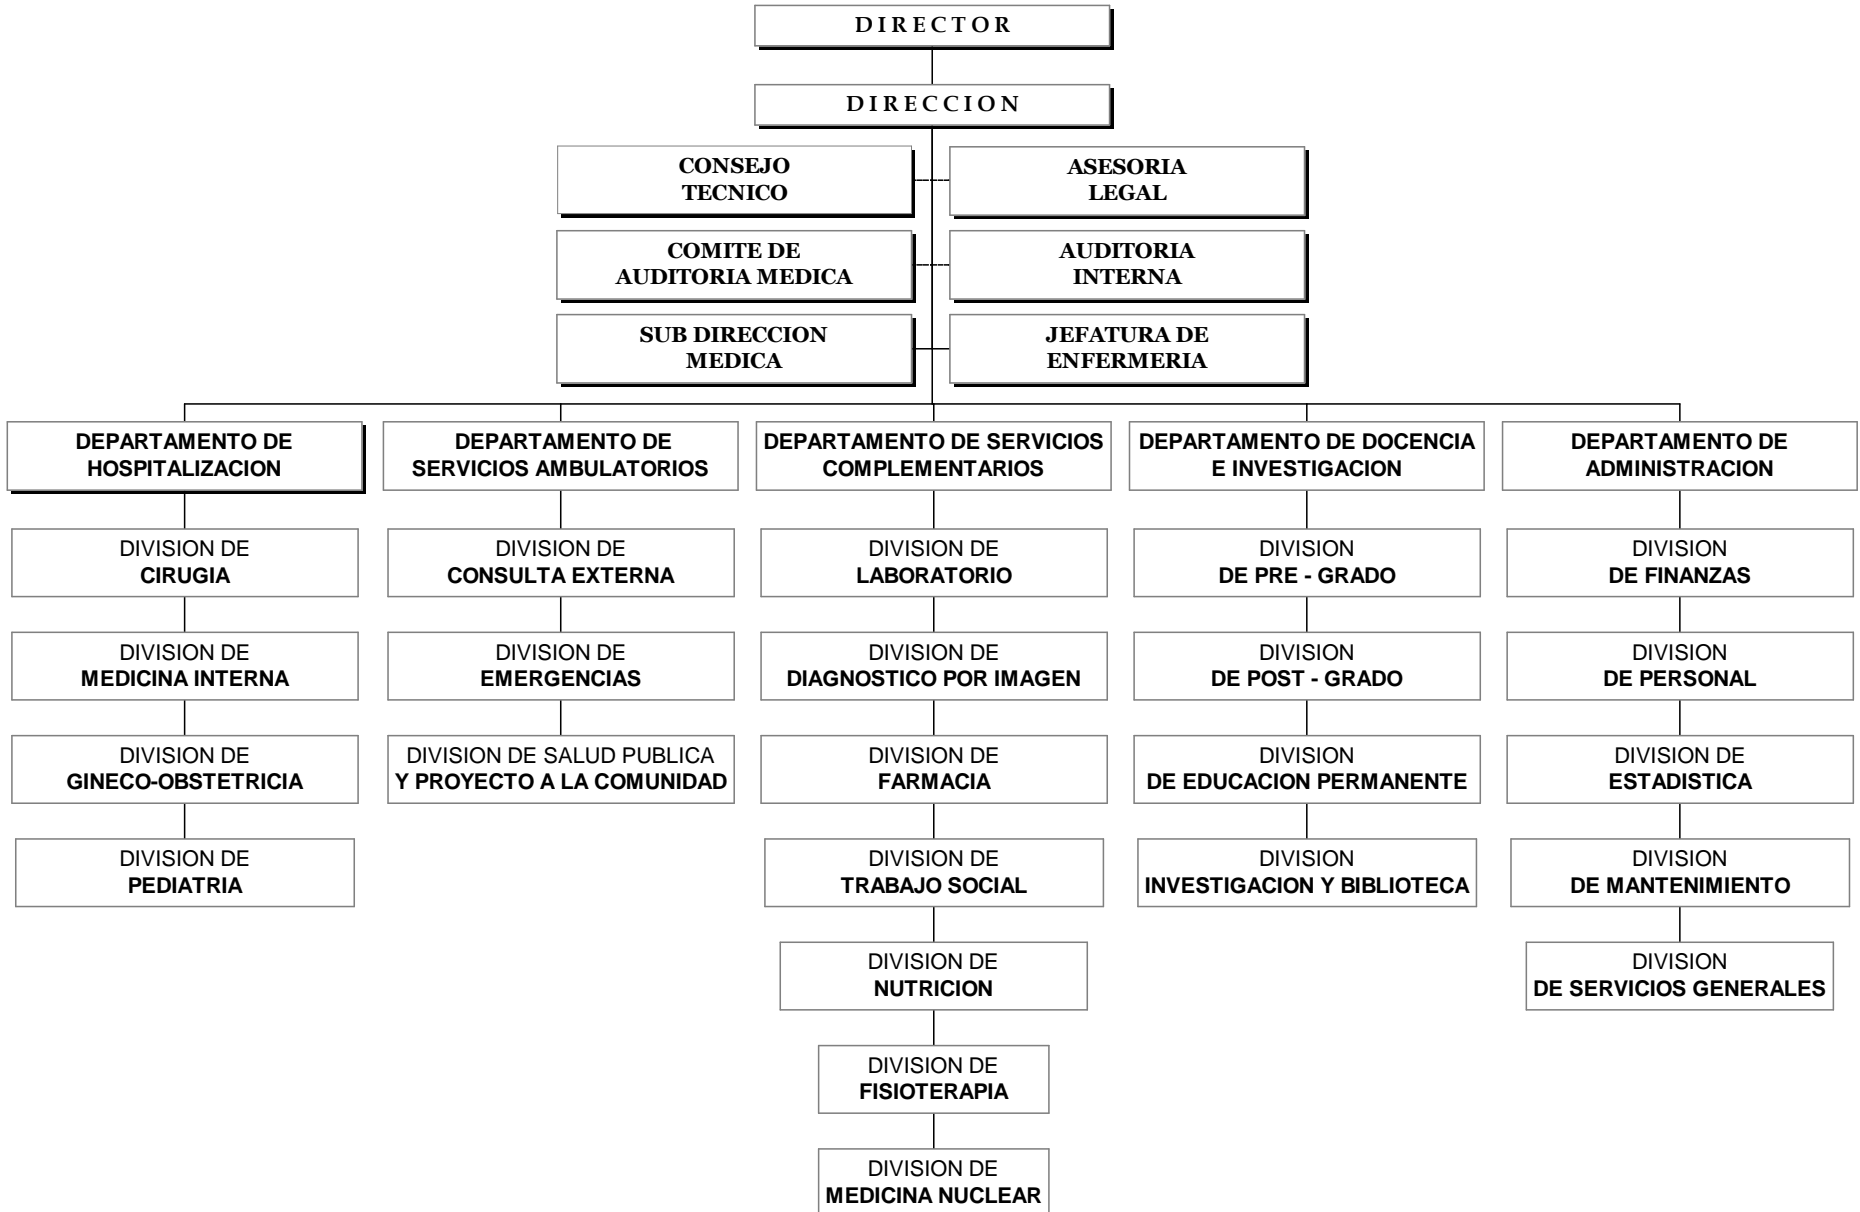 DIRECTOR
DIRECCION
CONSEJO
TECNICO
ASESORIA
LEGAL
COMITE DE
AUDITORIA MEDICA
AUDITORIA
INTERNA
SUB DIRECCION
MEDICA
JEFATURA DE
ENFERMERIA
DEPARTAMENTO DE
HOSPITALIZACION
DEPARTAMENTO DE
SERVICIOS AMBULATORIOS
DEPARTAMENTO DE SERVICIOS
COMPLEMENTARIOS
DEPARTAMENTO DE DOCENCIA
E INVESTIGACION
DEPARTAMENTO DE
ADMINISTRACION
DIVISION DE
CIRUGIA
DIVISION DE
CONSULTA EXTERNA
DIVISION DE
LABORATORIO
DIVISION
DE PRE - GRADO
DIVISION
DE FINANZAS
DIVISION DE
MEDICINA INTERNA
DIVISION DE
EMERGENCIAS
DIVISION DE
DIAGNOSTICO POR IMAGEN
DIVISION
DE POST - GRADO
DIVISION
DE PERSONAL
DIVISION DE
GINECO-OBSTETRICIA
DIVISION DE SALUD PUBLICA
Y PROYECTO A LA COMUNIDAD
DIVISION DE
FARMACIA
DIVISION
DE EDUCACION PERMANENTE
DIVISION DE
ESTADISTICA
DIVISION DE
PEDIATRIA
DIVISION DE
TRABAJO SOCIAL
DIVISION
INVESTIGACION Y BIBLIOTECA
DIVISION
DE MANTENIMIENTO
DIVISION DE
NUTRICION
DIVISION
DE SERVICIOS GENERALES
DIVISION DE
FISIOTERAPIA
DIVISION DE
MEDICINA NUCLEAR